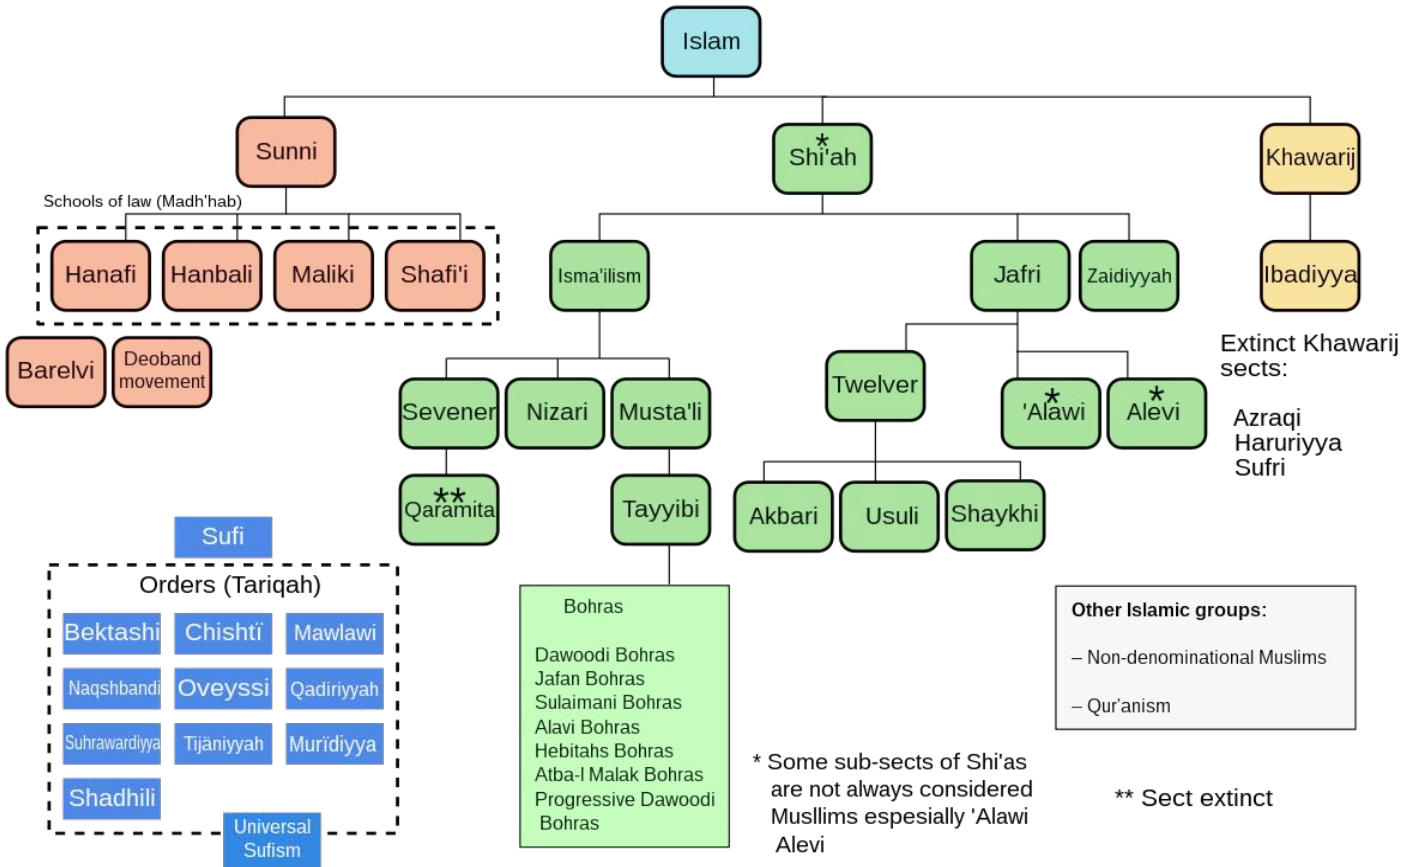 Islam
Sunni
*
Shi'ah
Khawarij
Schools of law (Madh'hab)
Hanafi
Hanbali
Maliki
Shafi'i
Isma'ilism
Jafri
Zaidiyyah
Ibadiyya
Barelvi
Deoband
movement
Extinct Khawarij
sects:
Azraqi
Haruriyya
Sufri
Sevener
Nizari
Musta'li
Twelver
*
'Alawi
*
Alevi
**
Qaramita
Tayyibi
Akbari
Usuli
Shaykhi
Sufi
Orders (Tariqah)
Bektashi
Chishtï
Mawlawi
Naqshbandi
Oveyssi
Qadiriyyah
Suhrawardiyya
Tijäniyyah
Murïdiyya
Shadhili
Universal
Sufism
Bohras
Dawoodi Bohras
Jafan Bohras
Sulaimani Bohras
Alavi Bohras
Hebitahs Bohras
Atba-l Malak Bohras
Progressive Dawoodi
Bohras
Other Islamic groups:
– Non-denominational Muslims
– Qur'anism
* Some sub-sects of Shi'as
are not always considered
Musllims espesially 'Alawi
Alevi
** Sect extinct